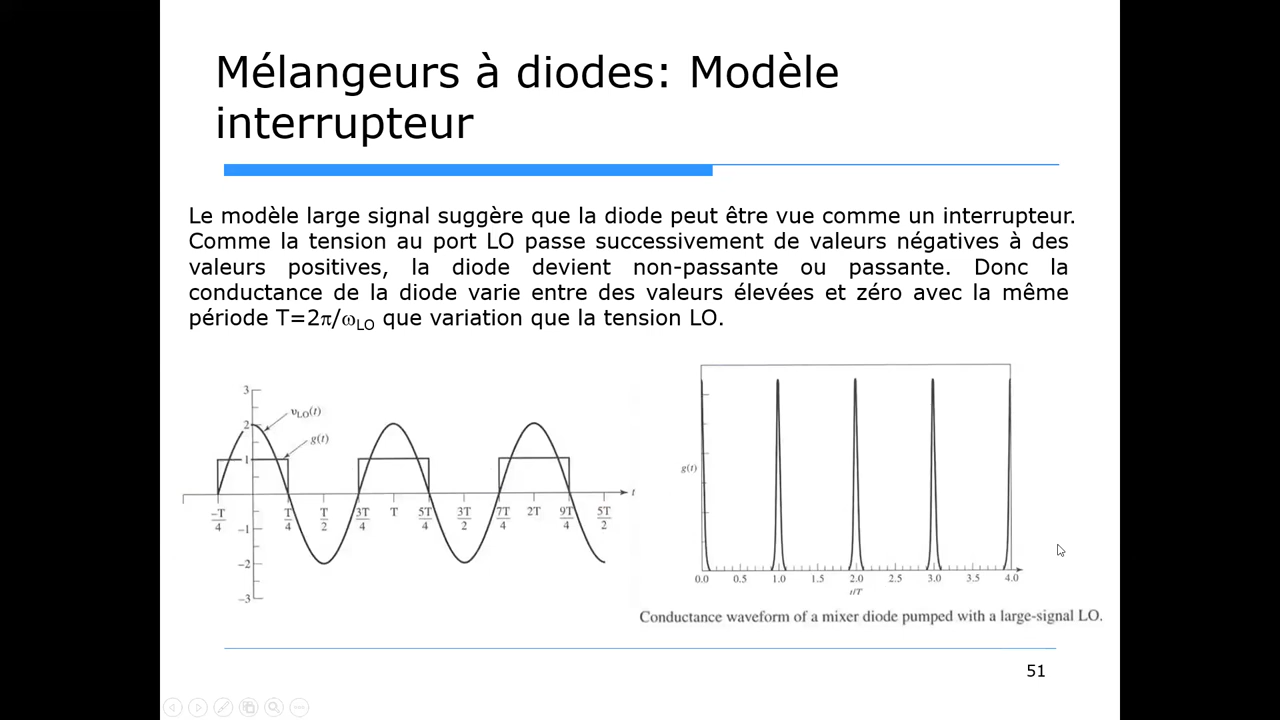 Mélangeurs à diodes: Modèle
interrupteur
Le modèle large signal suggère que la diode peut être vue comme un interrupteur.
Comme la tension au port LO passe successivement de valeurs négatives à des
valeurs positives, la diode devient non-passante ou passante. Donc la
conductance de la diode varie entre des valeurs élevées et zéro avec la même
période T=2π/ωLO que variation que la tension LO.
3
2
1
−1
−2
−3
υLO(t)
g(t)
−T/4
T/4
T/2
3T/4
T
5T/4
3T/2
7T/4
2T
9T/4
5T/2
t
g(t)
0.0 0.5 1.0 1.5 2.0 2.5 3.0 3.5 4.0
t/T
Conductance waveform of a mixer diode pumped with a large-signal LO.
51